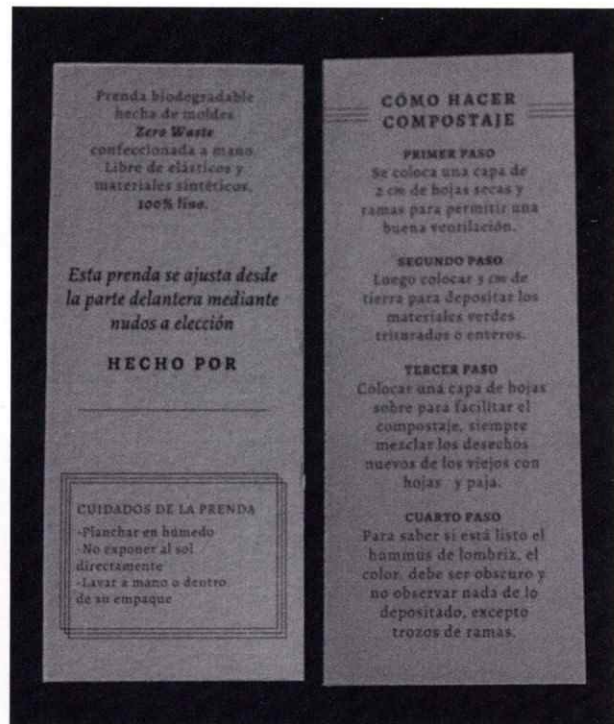 Prenda biodegradable
hecha de moldes
Zero Waste
confeccionada a mano.
Libre de elásticos y
materiales sintéticos.
100% lino.
Esta prenda se ajusta desde
la parte delantera mediante
nudos a elección
HECHO POR
CUIDADOS DE LA PRENDA
-Planchar en húmedo
-No exponer al sol
directamente
-Lavar a mano o dentro
de su empaque
CÓMO HACER
COMPOSTAJE
PRIMER PASO
Se coloca una capa de
2 cm de hojas secas y
ramas para permitir una
buena ventilación.
SEGUNDO PASO
Luego colocar 5 cm de
tierra para depositar los
materiales verdes
triturados o enteros.
TERCER PASO
Colocar una capa de hojas
sobre para facilitar el
compostaje, siempre
mezclar los desechos
nuevos de los viejos con
hojas y paja.
CUARTO PASO
Para saber si está listo el
hummus de lombriz, el
color, debe ser obscuro y
no observar nada de lo
depositado, excepto
trozos de ramas.